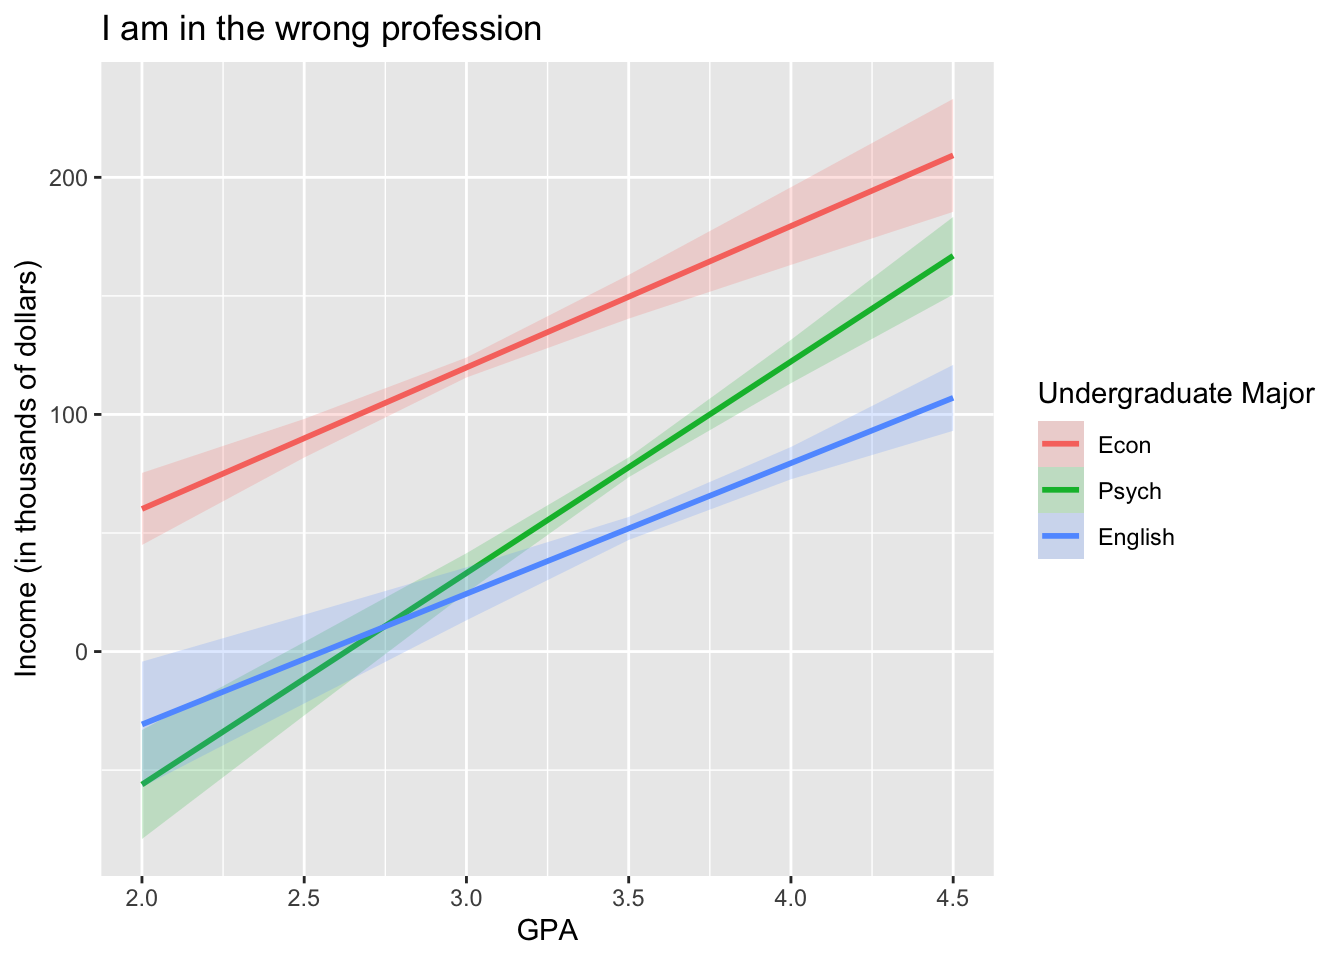 I am in the wrong profession
Income (in thousands of dollars)
200
100
0
2.0
2.5
3.0
3.5
4.0
4.5
GPA
Undergraduate Major
Econ
Psych
English